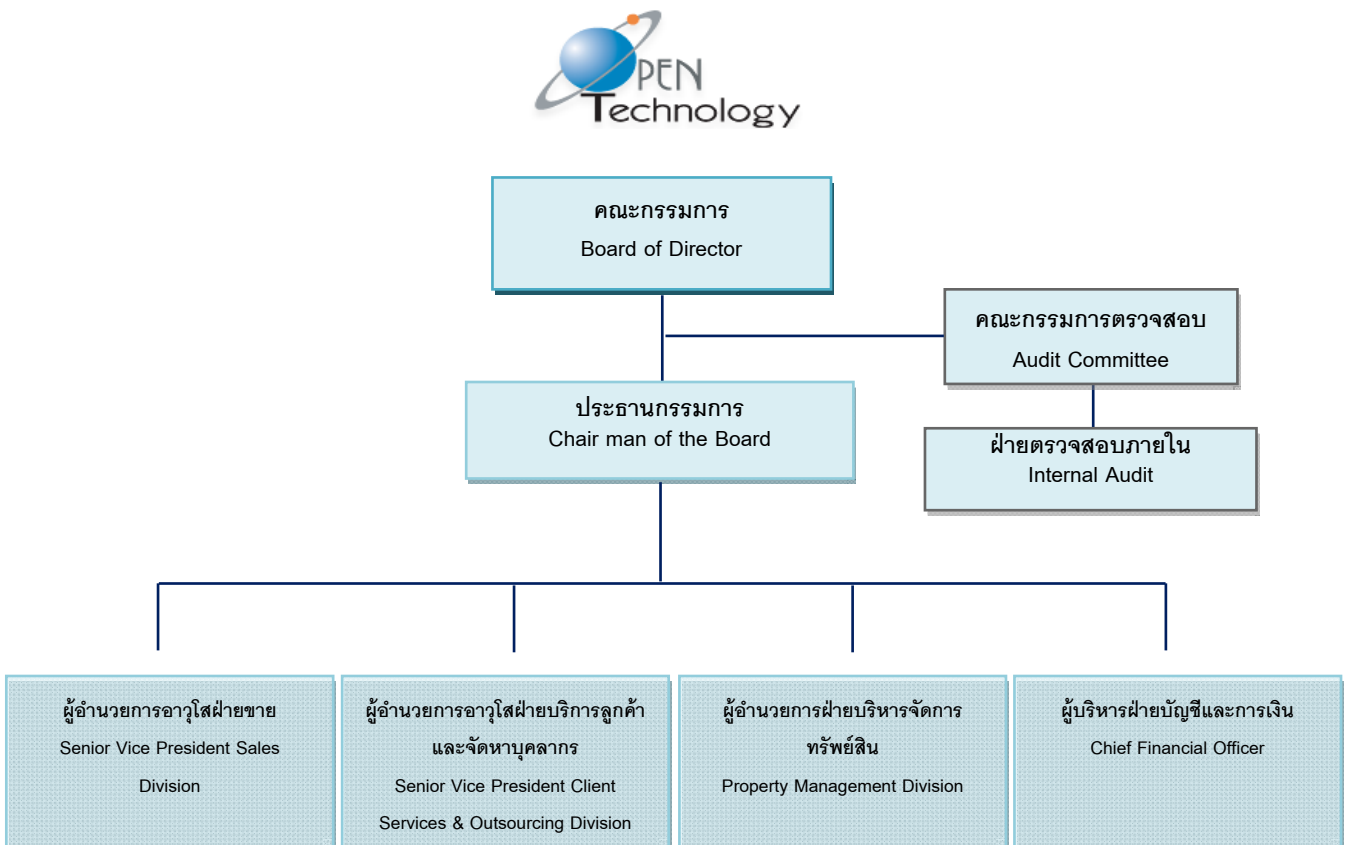 OPEN
Technology
คณะกรรมการ
Board of Director
คณะกรรมการตรวจสอบ
Audit Committee
ประธานกรรมการ
Chair man of the Board
ฝ่ายตรวจสอบภายใน
Internal Audit
ผู้อำนวยการอาวุโสฝ่ายขาย
Senior Vice President Sales
Division
ผู้อำนวยการอาวุโสฝ่ายบริการลูกค้า
และจัดหาบุคลากร
Senior Vice President Client
Services & Outsourcing Division
ผู้อำนวยการฝ่ายบริหารจัดการ
ทรัพย์สิน
Property Management Division
ผู้บริหารฝ่ายบัญชีและการเงิน
Chief Financial Officer